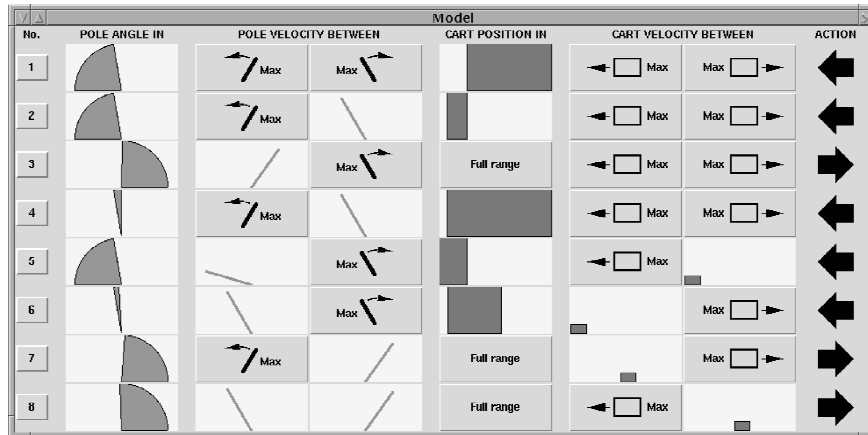 Model
No. POLE ANGLE IN POLE VELOCITY BETWEEN CART POSITION IN CART VELOCITY BETWEEN ACTION
1 Max Max Max Max
2 Max Max Max
3 Max Full range Max Max
4 Max Max Max
5 Max Max
6 Max Max
7 Max Full range Max
8 Full range Max